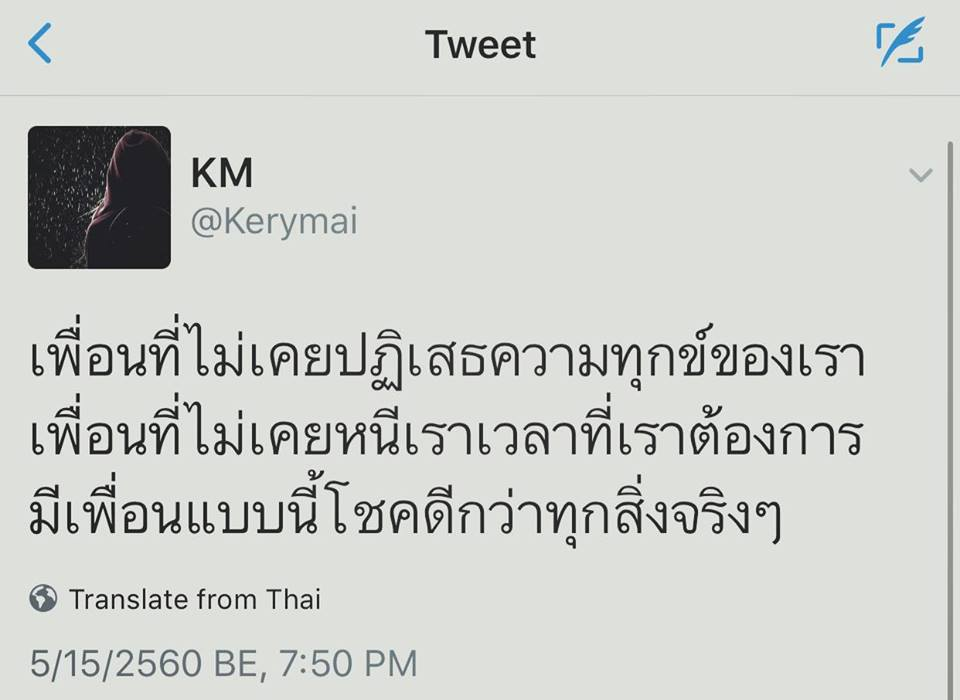 Tweet
KM
@Kerymai
เพื่อนที่ไม่เคยปฏิเสธความทุกข์ของเรา
เพื่อนที่ไม่เคยหนีเราเวลาที่เราต้องการ
มีเพื่อนแบบนี้โชคดีกว่าทุกสิ่งจริงๆ
Translate from Thai
5/15/2560 BE, 7:50 PM